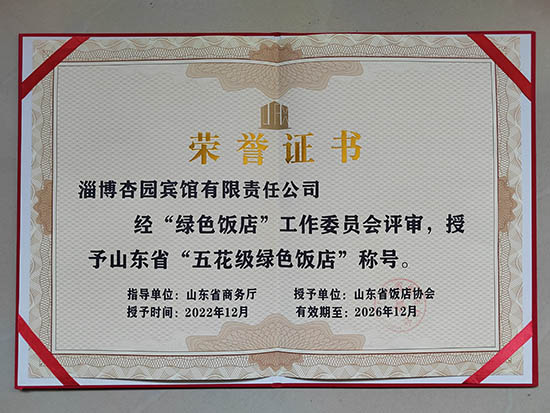 荣誉证书
淄博杏园宾馆有限责任公司
经“绿色饭店”工作委员会评审，授
予山东省“五花级绿色饭店”称号。
指导单位：山东省商务厅 授予单位：山东省饭店协会
授予时间：2022年12月 有效期至：2026年12月